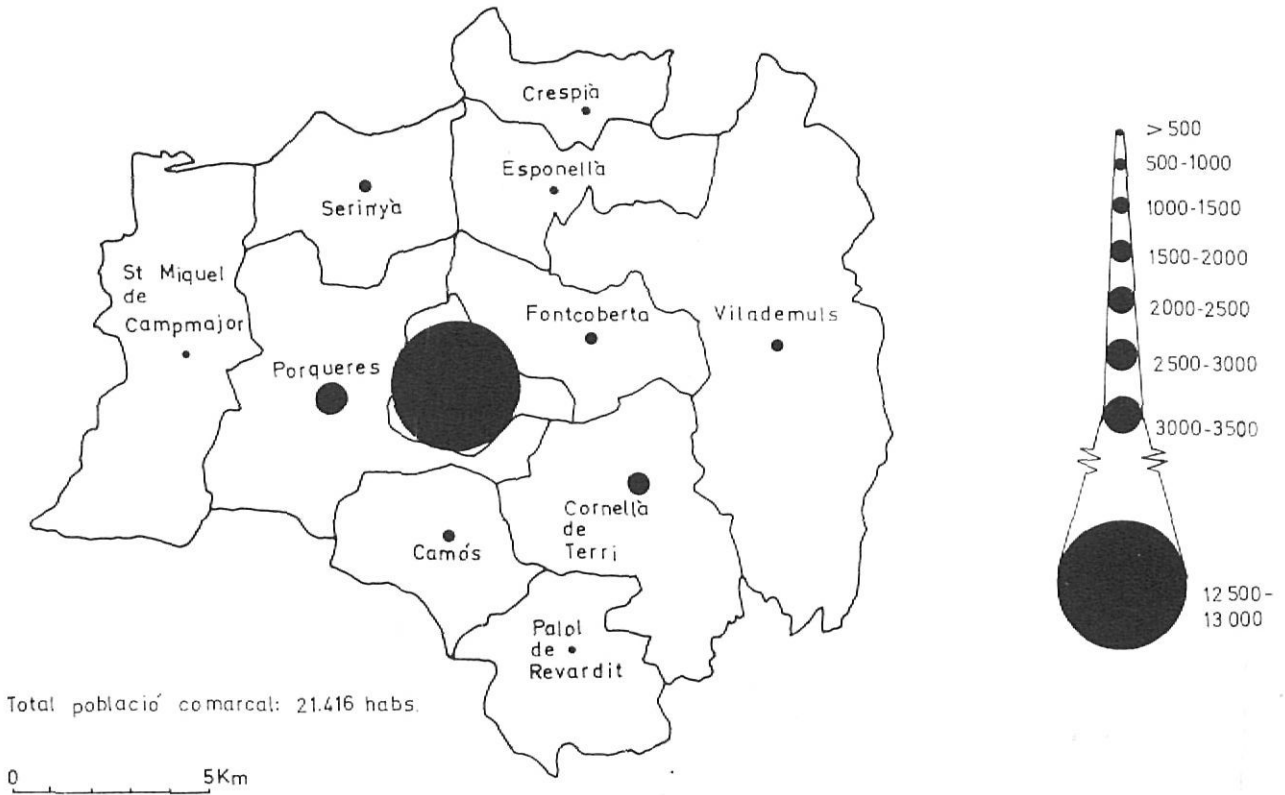 Crespià
Esponellà
Serinyà
St Miquel
de
Campmajor
Fontcoberta
Vilademuls
Porqueres
Cornellà
de
Terri
Camós
Palol
de
Revardit
Total població comarcal: 21.416 habs.
0 5Km
> 500
500-1000
1000-1500
1500-2000
2000-2500
2500-3000
3000-3500
12 500-
13 000